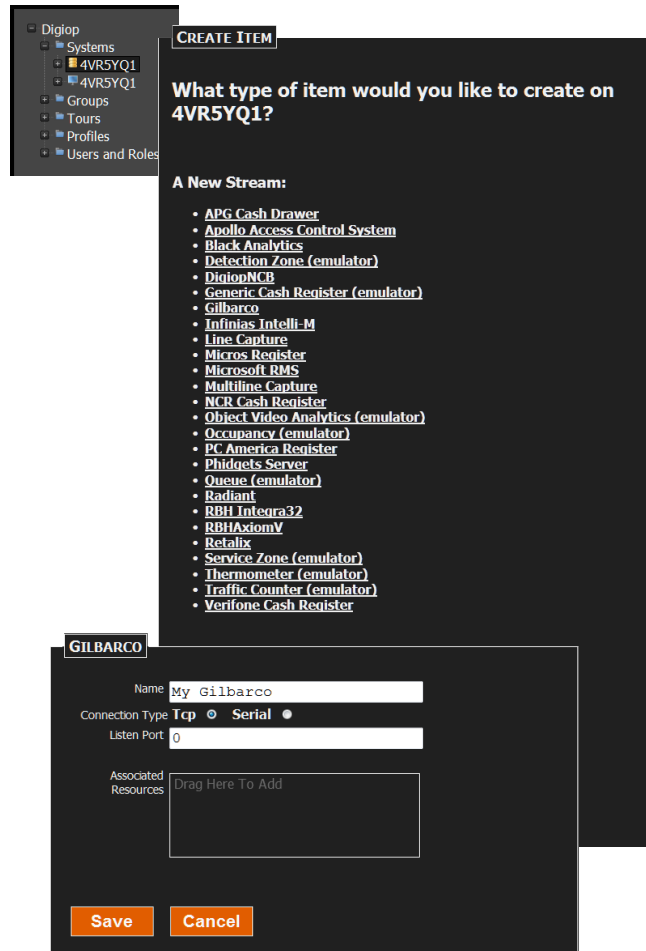 Digiop
Systems
4VR5YQ1
4VR5YQ1
Groups
Tours
Profiles
Users and Roles
CREATE ITEM
What type of item would you like to create on
4VR5YQ1?
A New Stream:
• APG Cash Drawer
• Apollo Access Control System
• Black Analytics
• Detection Zone (emulator)
• DigiopNCB
• Generic Cash Register (emulator)
• Gilbarco
• Infinias Intelli-M
• Line Capture
• Micros Register
• Microsoft RMS
• Multiline Capture
• NCR Cash Register
• Object Video Analytics (emulator)
• Occupancy (emulator)
• PC America Register
• Phidgets Server
• Queue (emulator)
• Radiant
• RBH Integra32
• RBHAxiomV
• Retalix
• Service Zone (emulator)
• Thermometer (emulator)
• Traffic Counter (emulator)
• Verifone Cash Register
GILBARCO
Name My Gilbarco
Connection Type Tcp Serial
Listen Port 0
Associated
Resources
Drag Here To Add
Save Cancel